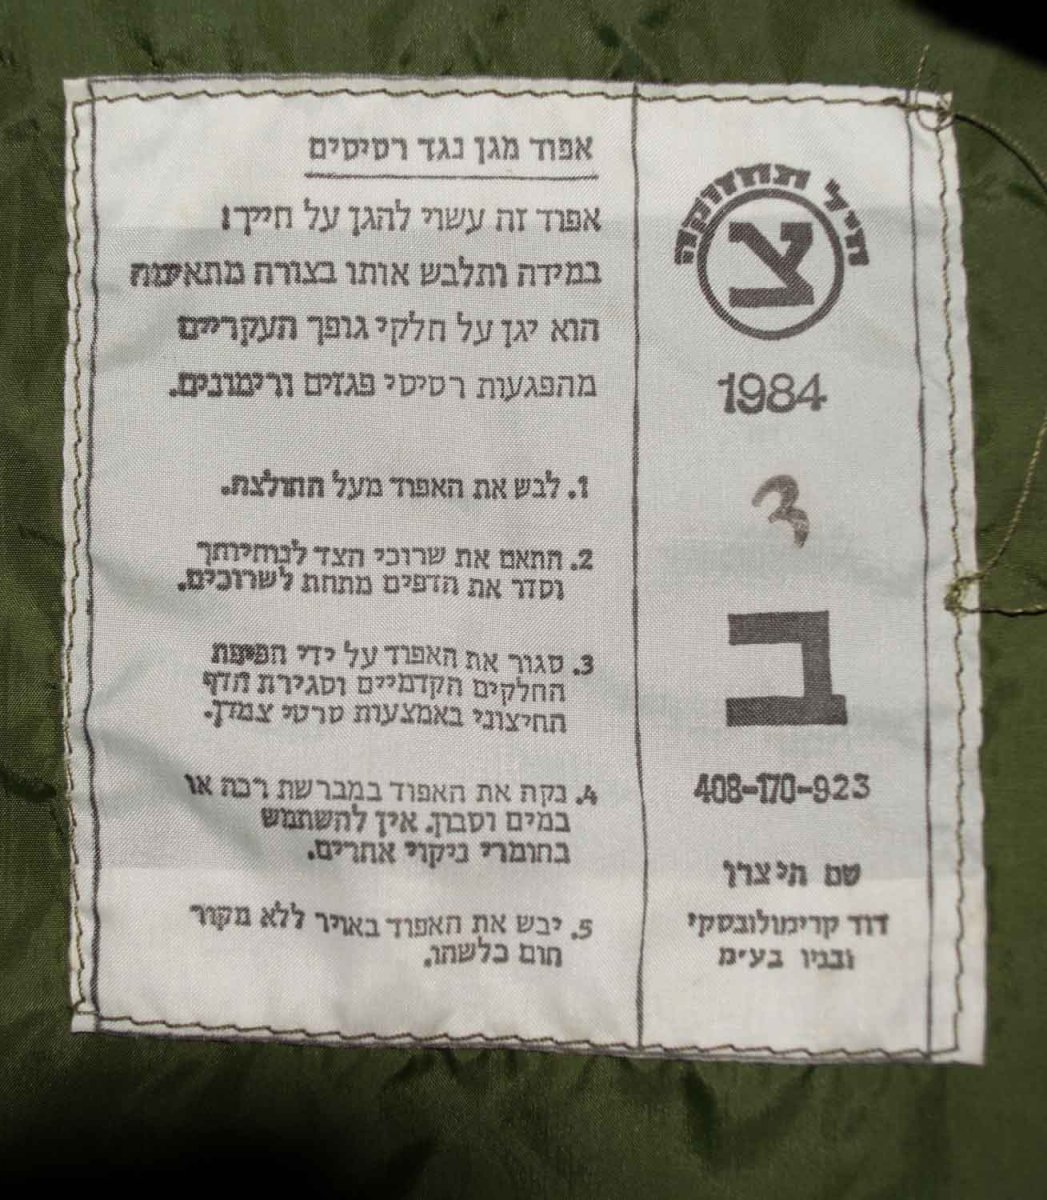 חיל תחזוקה
צ
1984
3
ב
408-170-923
שם היצרן
דוד קרימולובסקי
ובניו בע״מ
אפוד מגן נגד רסיסים
אפוד זה עשוי להגן על חייך!
במידה ותלבש אותו בצורה מתאימה
הוא יגן על חלקי גופך העקריים
מהפגעות רסיסי פגזים ורימונים.
1. לבש את האפוד מעל החולצה.
2. התאם את שרוכי הצד לנוחיותך
וסדר את הדפים מתחת לשרוכים.
3. סגור את האפוד על ידי חפיפת
החלקים הקדמיים וסגירת הדף
החיצוני באמצעות סרטי צמדן.
4. נקה את האפוד במברשת רכה או
במים וסבון. אין להשתמש
בחומרי ניקוי אחרים.
5. יבש את האפוד באויר ללא מקור
חום כלשהו.